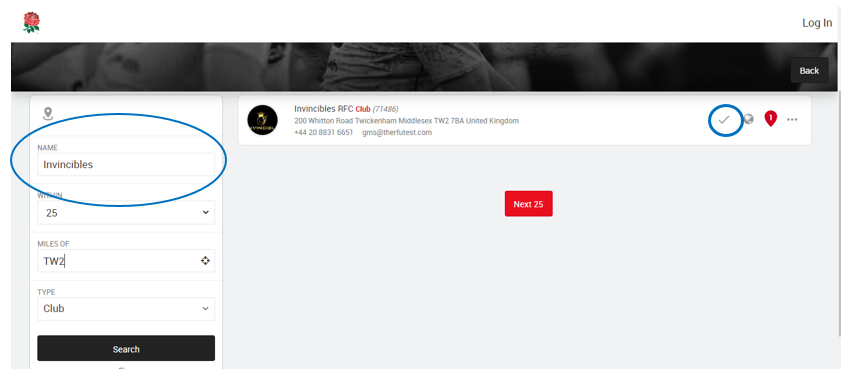 Log In
Back
NAME
Invincibles
WITHIN
25
MILES OF
TW2
TYPE
Club
Search
Invincibles RFC Club (71486)
200 Whitton Road Twickenham Middlesex TW2 7BA United Kingdom
+44 20 8831 6651 gms@therfutest.com
1
Next 25